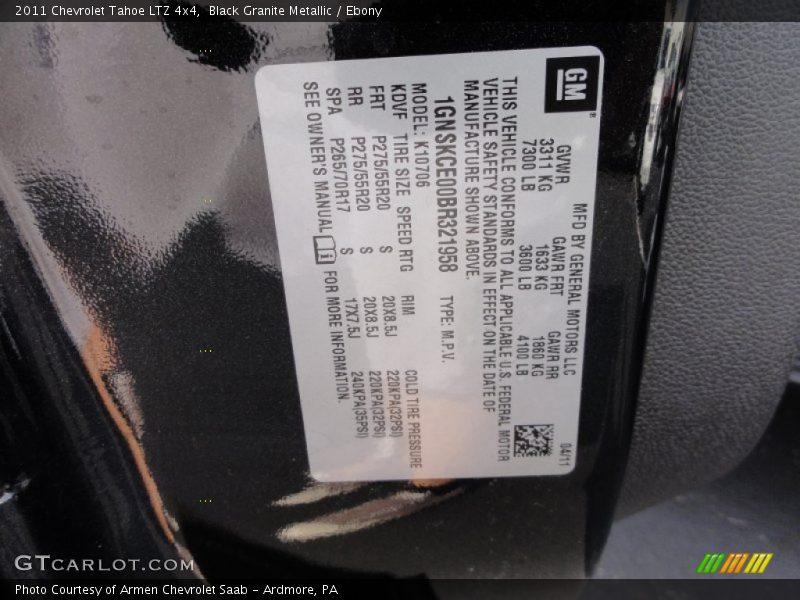 2011 Chevrolet Tahoe LTZ 4x4, Black Granite Metallic / Ebony
GM
MFD BY GENERAL MOTORS LLC 04/11
GVWR GAWR FRT GAWR RR
3311 KG 1633 KG 1860 KG
7300 LB 3600 LB 4100 LB
THIS VEHICLE CONFORMS TO ALL APPLICABLE U.S. FEDERAL MOTOR
VEHICLE SAFETY STANDARDS IN EFFECT ON THE DATE OF
MANUFACTURE SHOWN ABOVE.
1GNSKCE00BR321958 TYPE: M.P.V.
MODEL: K10706
KDVF TIRE SIZE SPEED RTG RIM COLD TIRE PRESSURE
FRT P275/55R20 S 20X8.5J 220KPA(32PSI)
RR P275/55R20 S 20X8.5J 220KPA(32PSI)
SPA P265/70R17 S 17X7.5J 240KPA(35PSI)
SEE OWNER'S MANUAL FOR MORE INFORMATION.
GTCARLOT.COM
Photo Courtesy of Armen Chevrolet Saab – Ardmore, PA